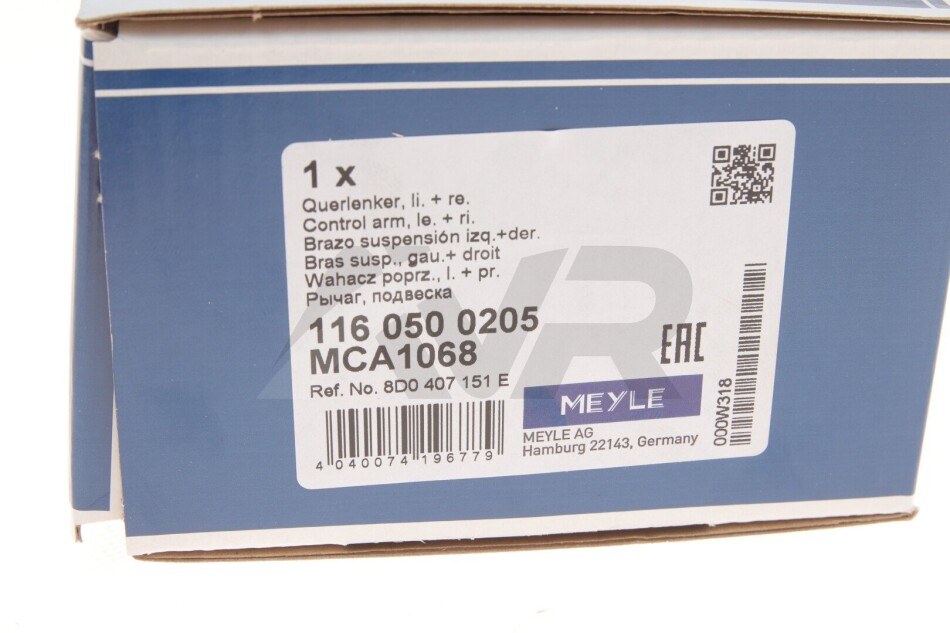 1 x
Querlenker, li. + re.
Control arm, le. + ri.
Brazo suspensión izq.+der.
Bras susp., gau.+ droit
Wahacz poprz., l. + pr.
Рычаг, подвеска
116 050 0205
MCA1068
Ref. No. 8D0 407 151 E
EAC
MEYLE
MEYLE AG
Hamburg 22143, Germany
4 040074 196779
000W318
AVR